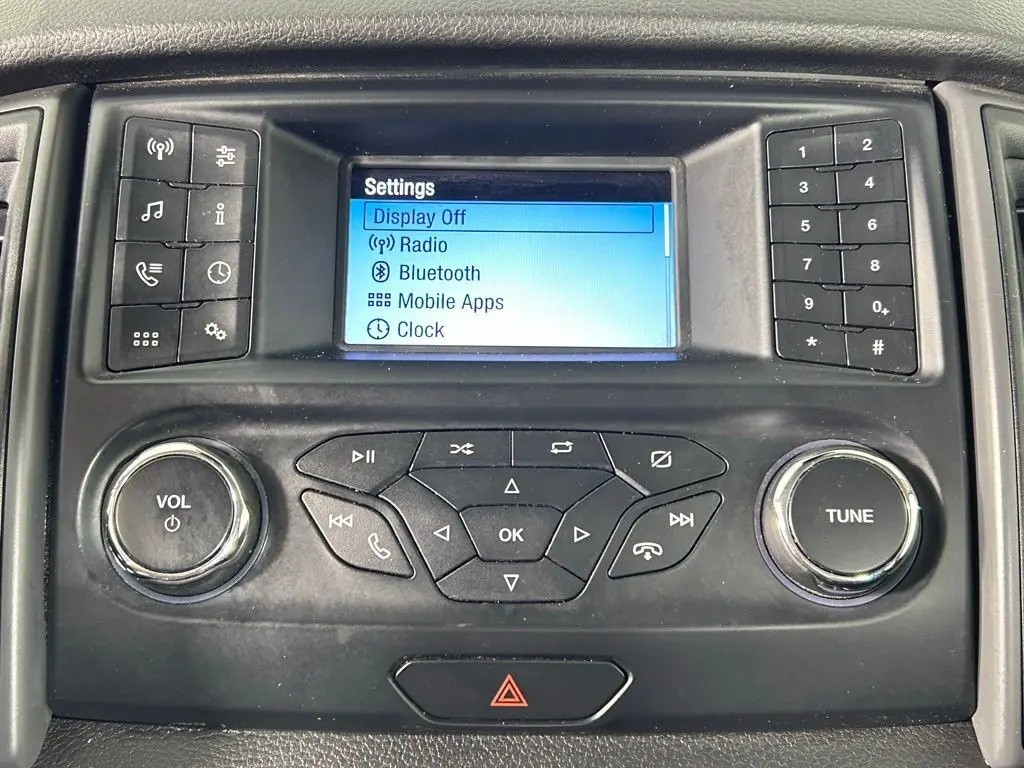 Settings
Display Off
Radio
Bluetooth
Mobile Apps
Clock
1 2
3 4
5 6
7 8
9 0+
* #
VOL
OK
TUNE